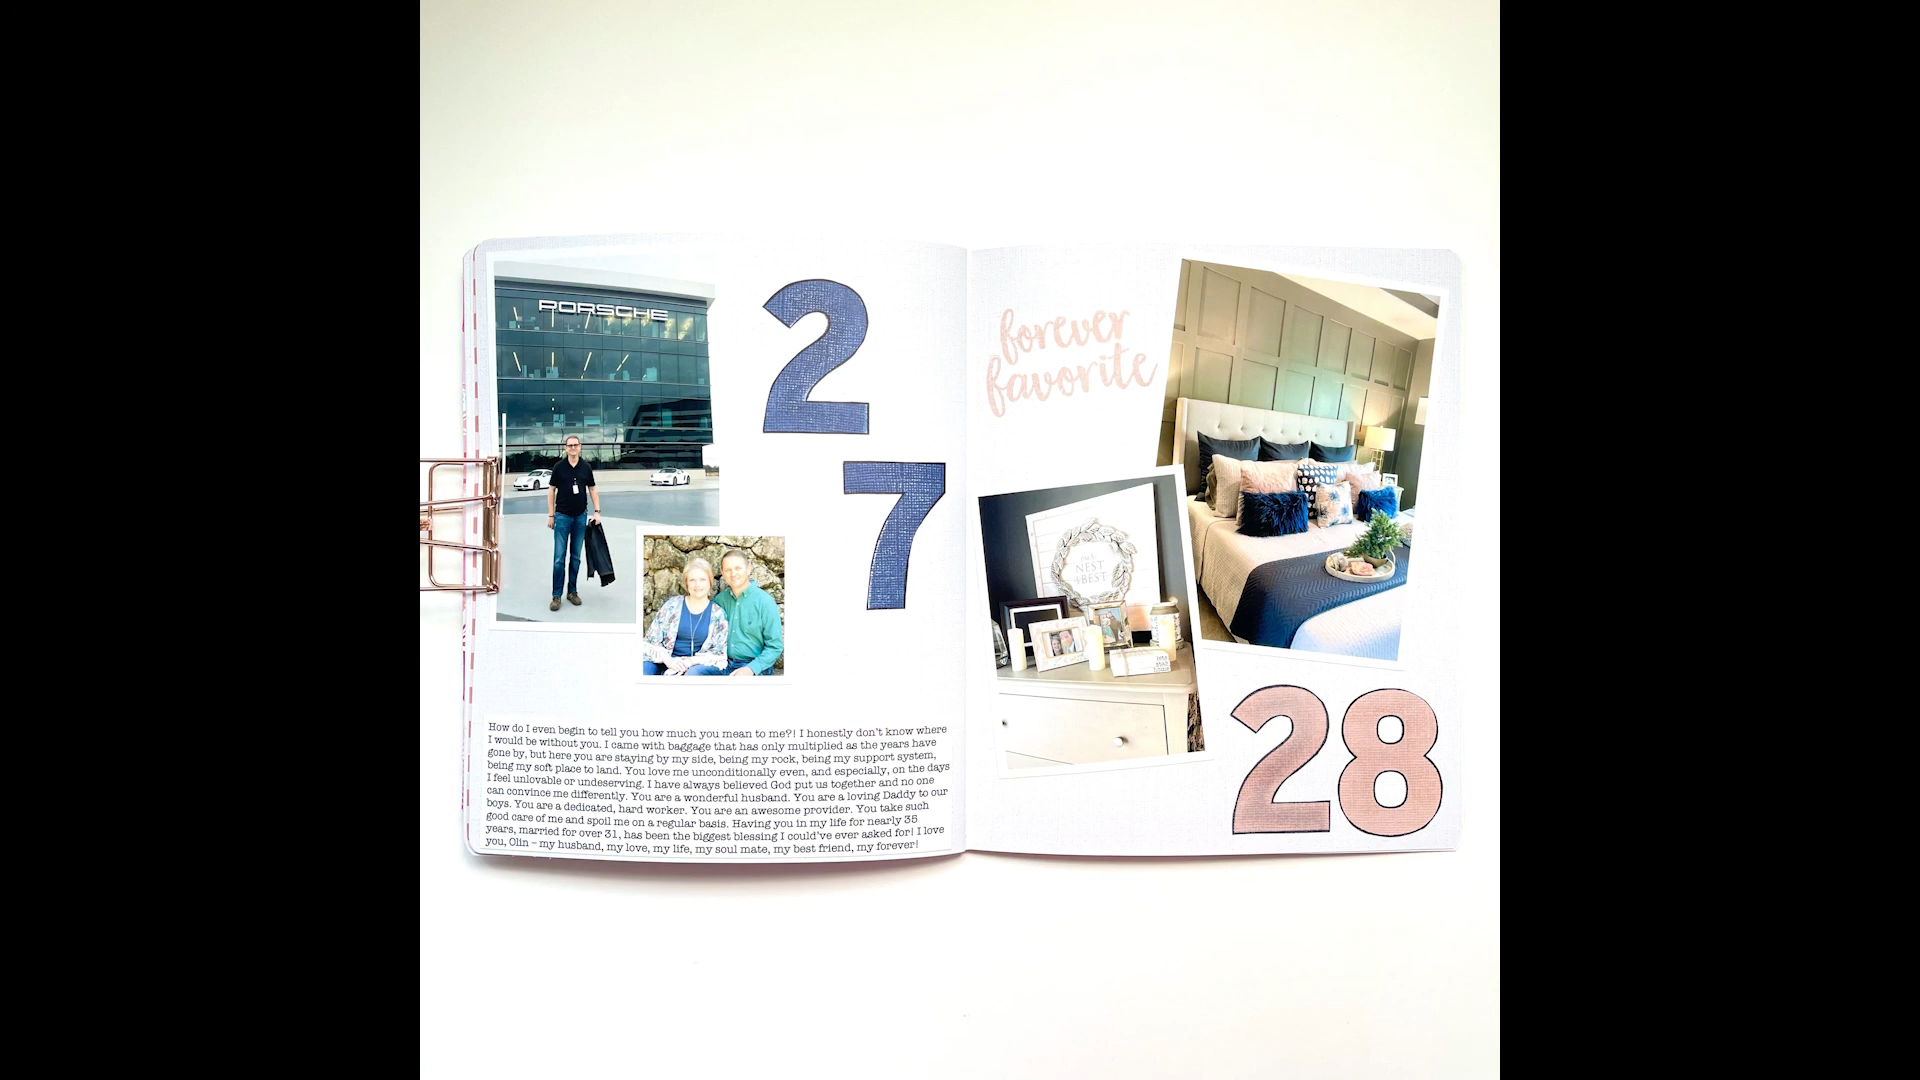 PORSCHE
2
7
How do I even begin to tell you how much you mean to me?! I honestly don't know where
I would be without you. I came with baggage that has only multiplied as the years have
gone by, but here you are staying by my side, being my rock, being my support system,
being my soft place to land. You love me unconditionally even, and especially, on the days
I feel unlovable or undeserving. I have always believed God put us together and no one
can convince me differently. You are a wonderful husband. You are a loving Daddy to our
boys. You are a dedicated, hard worker. You are an awesome provider. You take such
good care of me and spoil me on a regular basis. Having you in my life for nearly 35
years, married for over 31, has been the biggest blessing I could've ever asked for! I love
you, Olin – my husband, my love, my life, my soul mate, my best friend, my forever!
forever
favorite
NEST
BEST
28